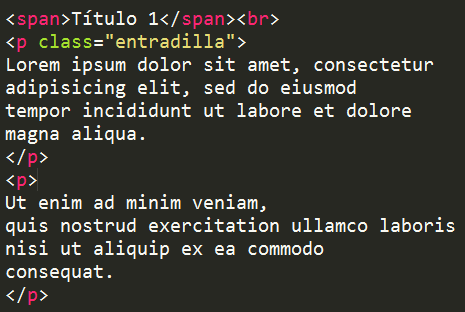 <span>Título 1</span><br>
<p class="entradilla">
Lorem ipsum dolor sit amet, consectetur
adipisicing elit, sed do eiusmod
tempor incididunt ut labore et dolore
magna aliqua.
</p>
<p>
Ut enim ad minim veniam,
quis nostrud exercitation ullamco laboris
nisi ut aliquip ex ea commodo
consequat.
</p>